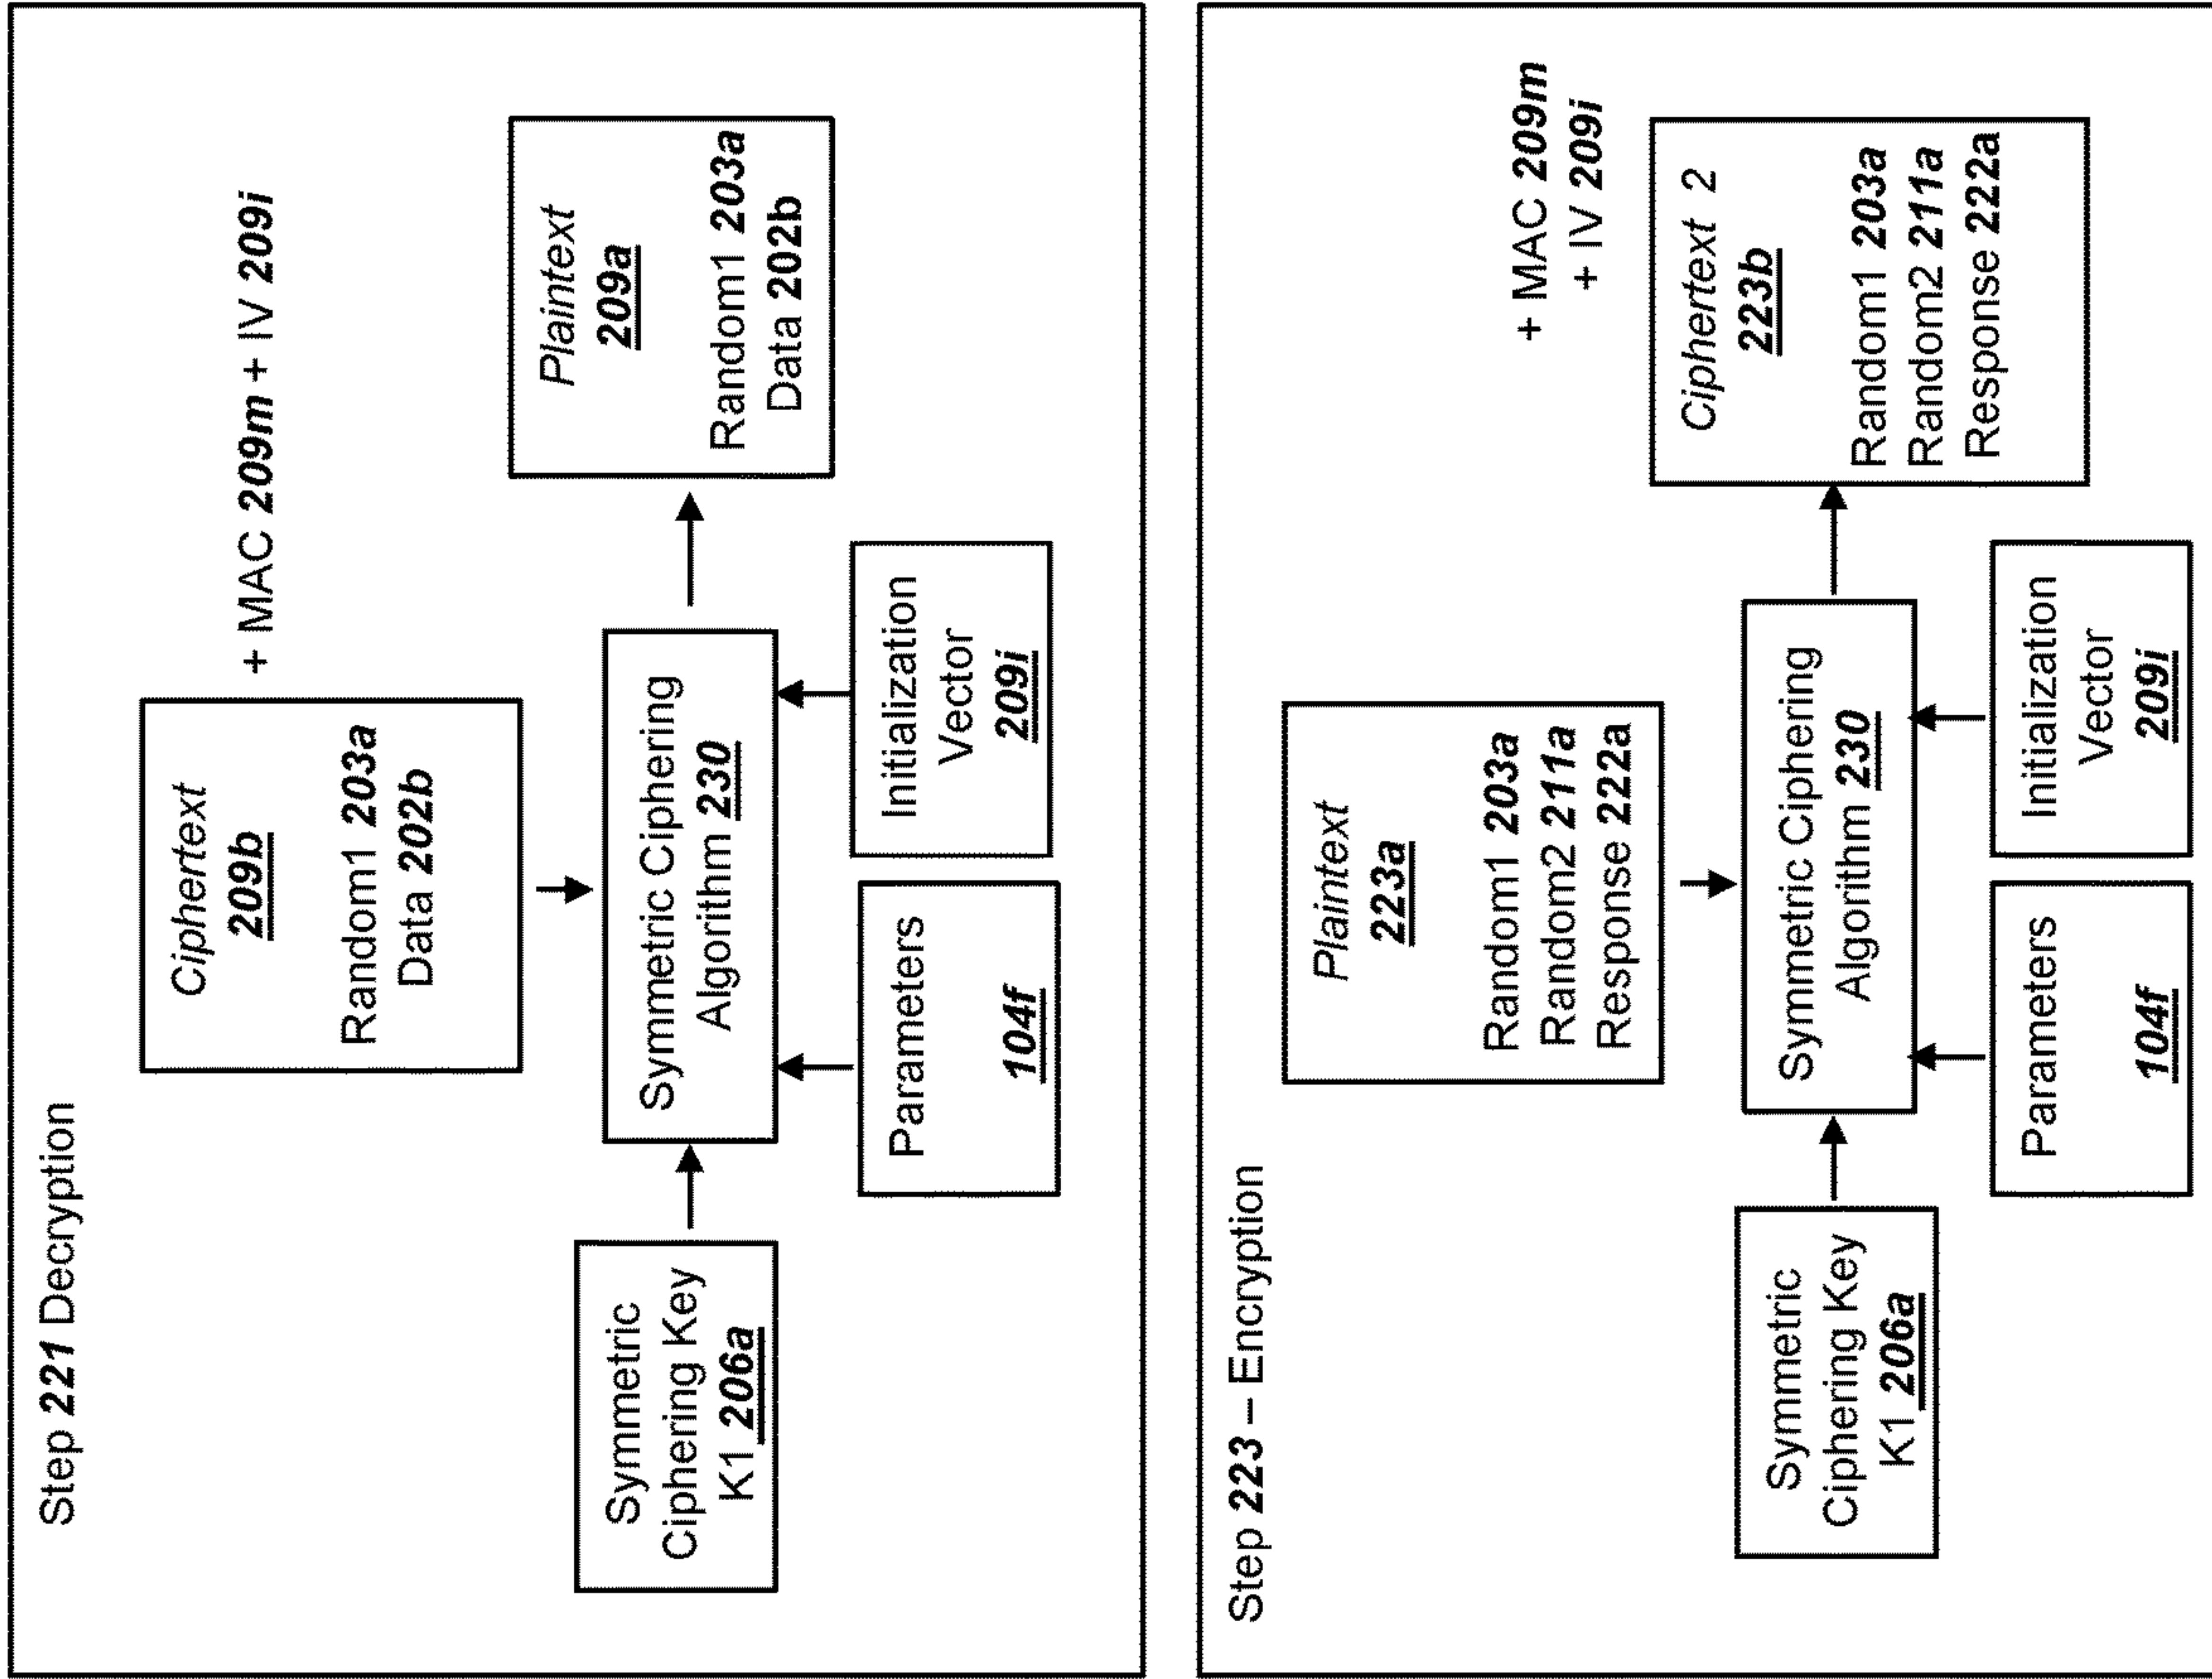 Step 221 Decryption
Ciphertext
209b
Random1 203a
Data 202b
+ MAC 209m + IV 209i
Symmetric
Ciphering Key
K1 206a
Symmetric Ciphering
Algorithm 230
Plaintext
209a
Random1 203a
Data 202b
Parameters
104f
Initialization
Vector
209i
Step 223 – Encryption
Plaintext
223a
Random1 203a
Random2 211a
Response 222a
+ MAC 209m
+ IV 209i
Symmetric
Ciphering Key
K1 206a
Symmetric Ciphering
Algorithm 230
Ciphertext 2
223b
Random1 203a
Random2 211a
Response 222a
Parameters
104f
Initialization
Vector
209i